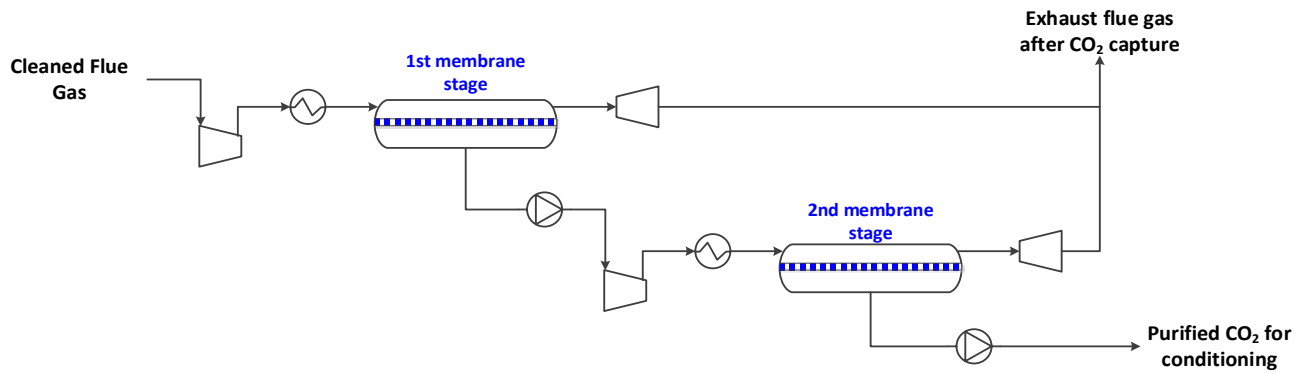 Exhaust flue gas
after CO₂ capture
Cleaned Flue
Gas
1st membrane
stage
2nd membrane
stage
Purified CO₂ for
conditioning